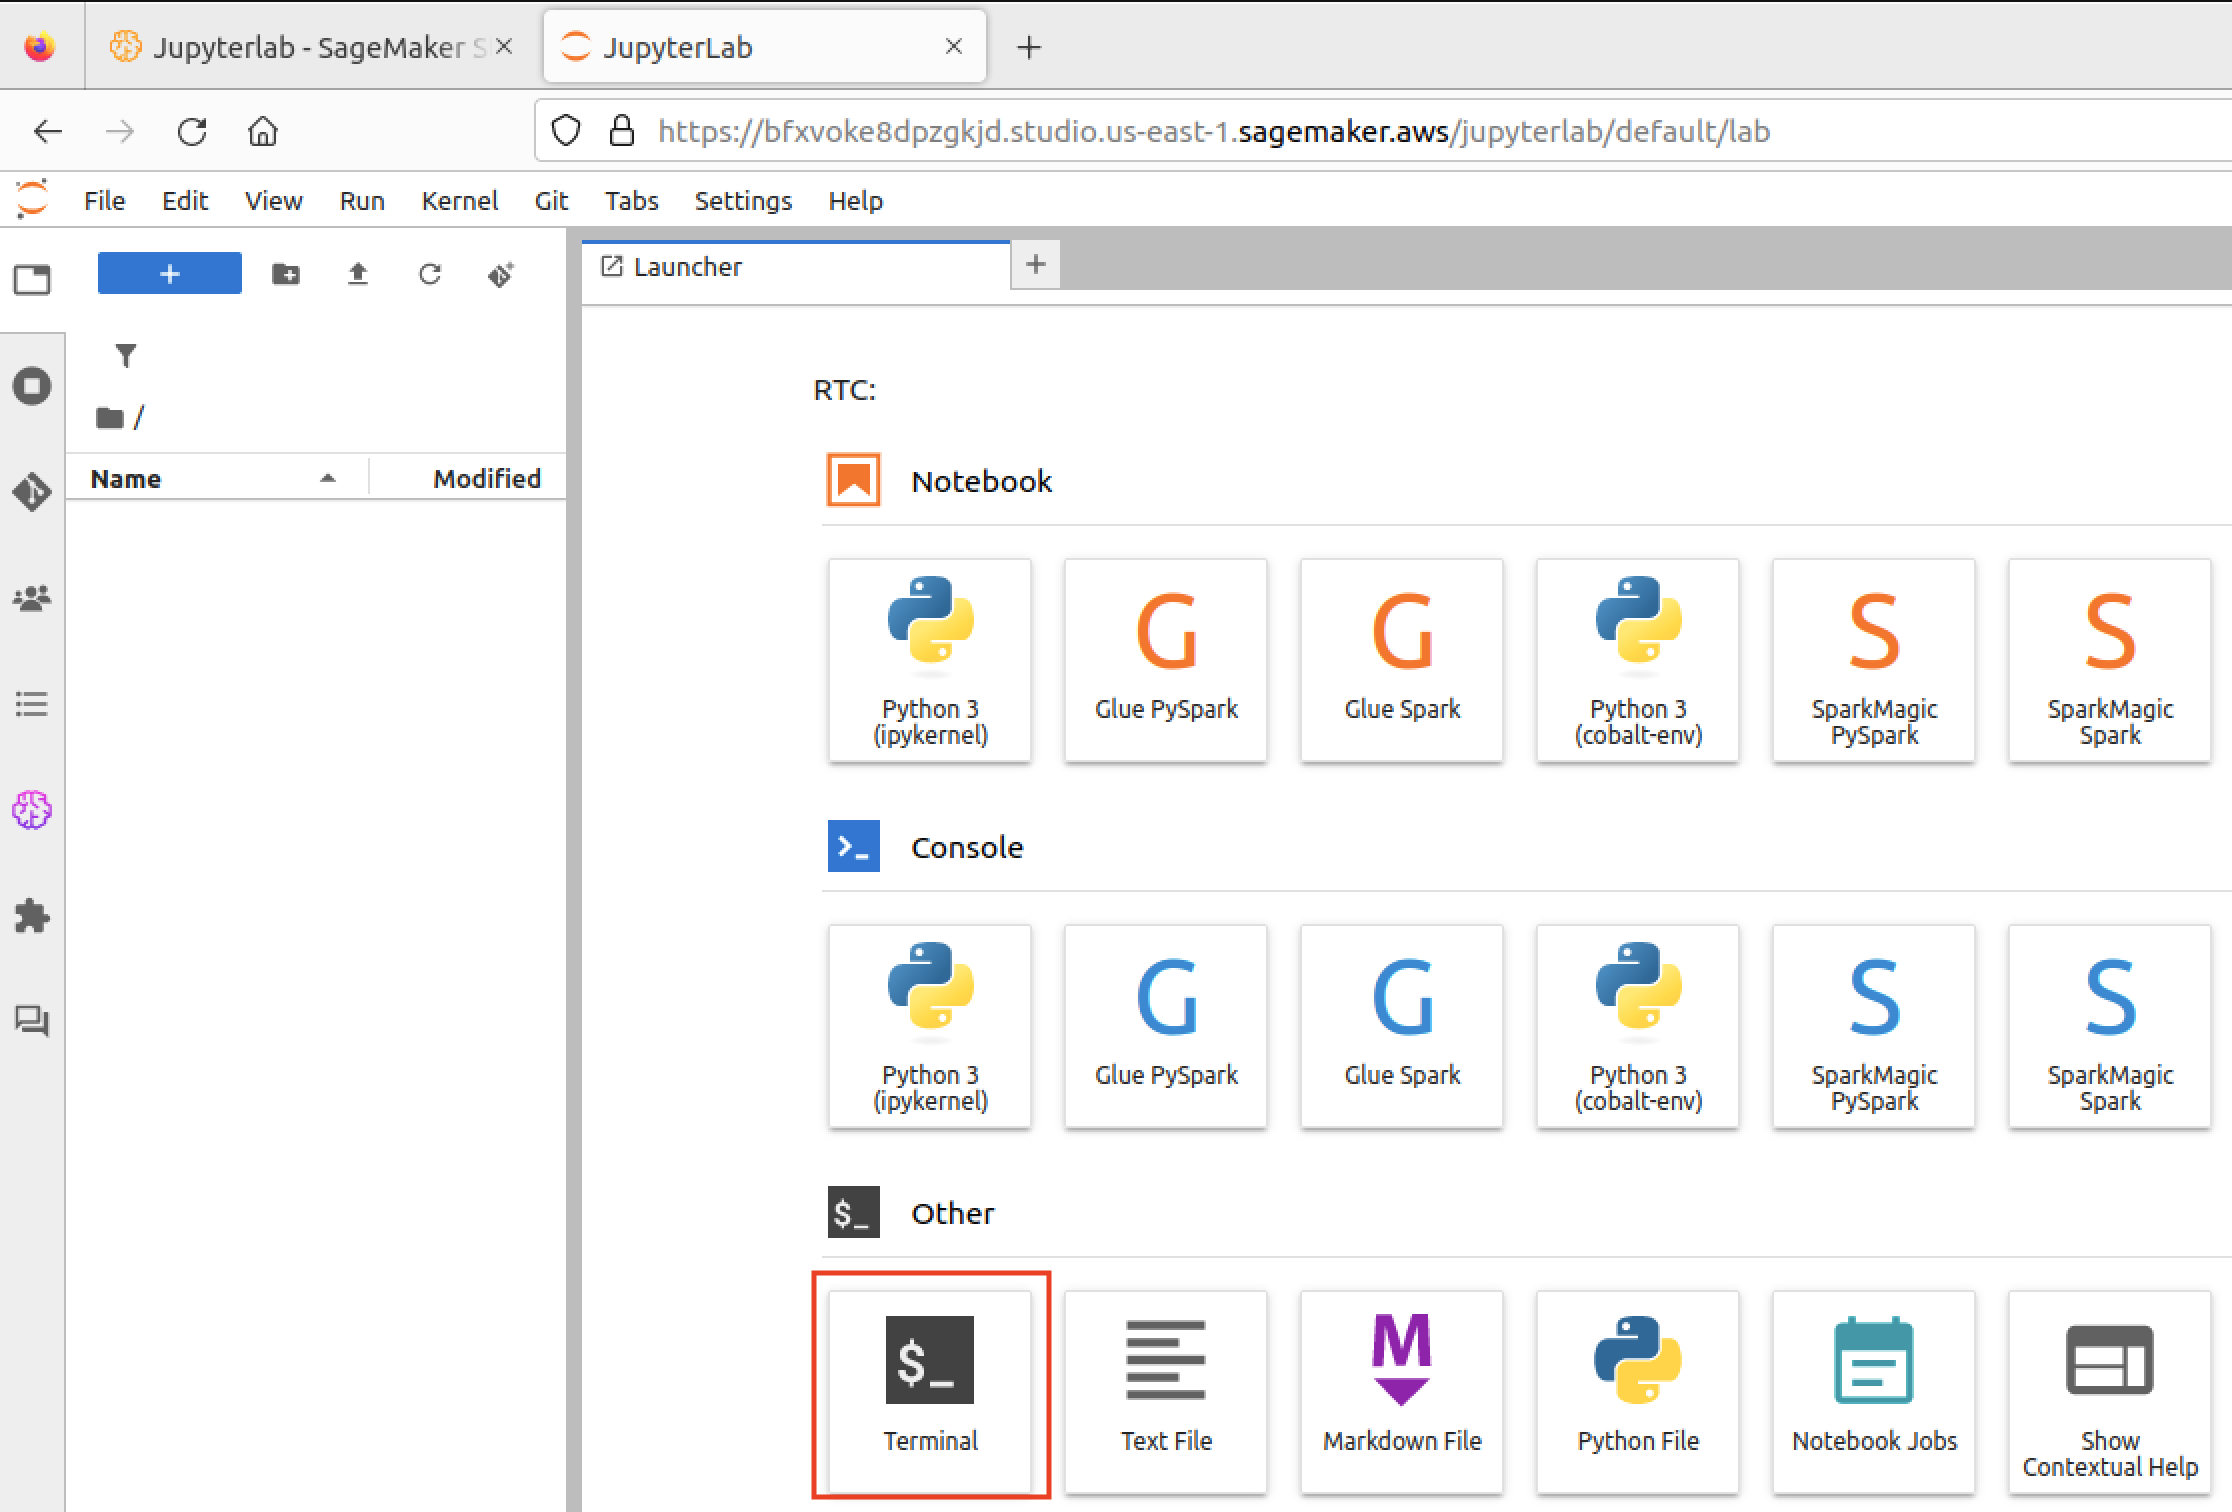 Jupyterlab - SageMaker S
JupyterLab
https://bfxvoke8dpzgkjd.studio.us-east-1.sagemaker.aws/jupyterlab/default/lab
File Edit View Run Kernel Git Tabs Settings Help
+
Launcher
+
/
Name Modified
RTC:
Notebook
G G S S
Python 3 Glue PySpark Glue Spark Python 3 SparkMagic SparkMagic
(ipykernel) (cobalt-env) PySpark Spark
>_ Console
G G S S
Python 3 Glue PySpark Glue Spark Python 3 SparkMagic SparkMagic
(ipykernel) (cobalt-env) PySpark Spark
$_ Other
$_ M
Terminal Text File Markdown File Python File Notebook Jobs Show
Contextual Help